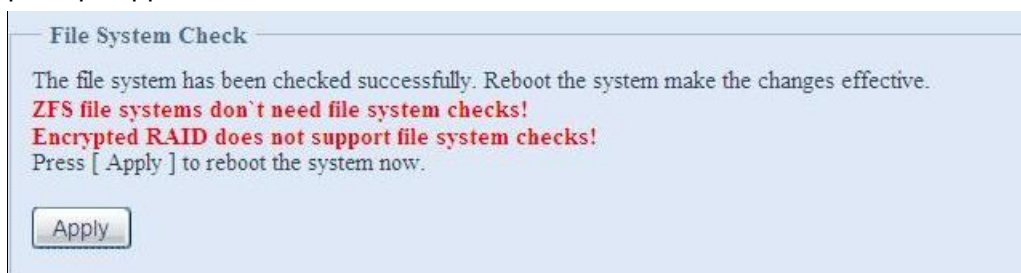 File System Check
The file system has been checked successfully. Reboot the system make the changes effective.
ZFS file systems don`t need file system checks!
Encrypted RAID does not support file system checks!
Press [ Apply ] to reboot the system now.
Apply